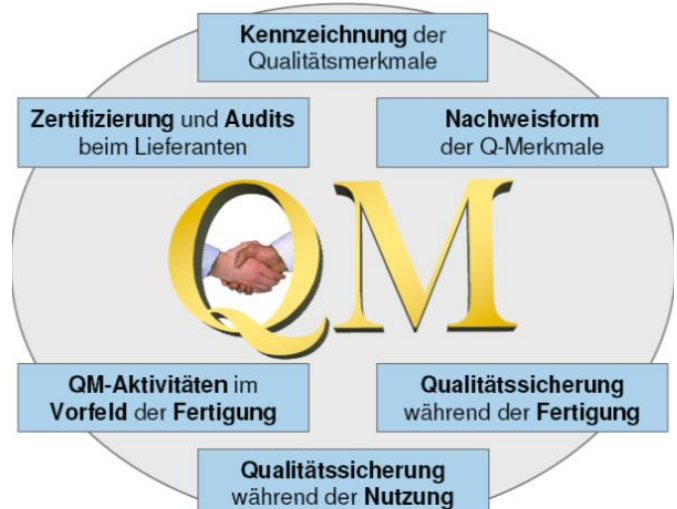 Kennzeichnung der
Qualitätsmerkmale
Zertifizierung und Audits
beim Lieferanten
Nachweisform
der Q-Merkmale
QM
QM-Aktivitäten im
Vorfeld der Fertigung
Qualitätssicherung
während der Fertigung
Qualitätssicherung
während der Nutzung